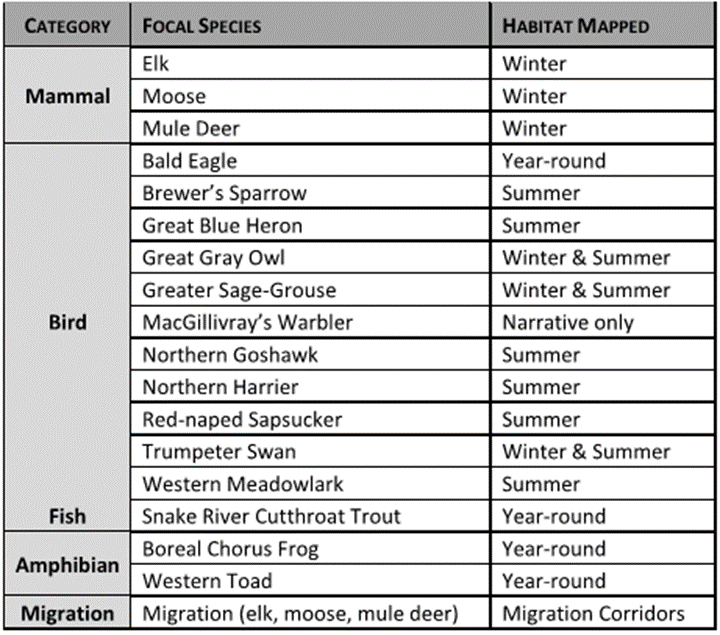 CATEGORY FOCAL SPECIES HABITAT MAPPED
Mammal Elk Winter
Moose Winter
Mule Deer Winter
Bird Bald Eagle Year-round
Brewer’s Sparrow Summer
Great Blue Heron Summer
Great Gray Owl Winter & Summer
Greater Sage-Grouse Winter & Summer
MacGillivray’s Warbler Narrative only
Northern Goshawk Summer
Northern Harrier Summer
Red-naped Sapsucker Summer
Trumpeter Swan Winter & Summer
Western Meadowlark Summer
Fish Snake River Cutthroat Trout Year-round
Amphibian Boreal Chorus Frog Year-round
Western Toad Year-round
Migration Migration (elk, moose, mule deer) Migration Corridors